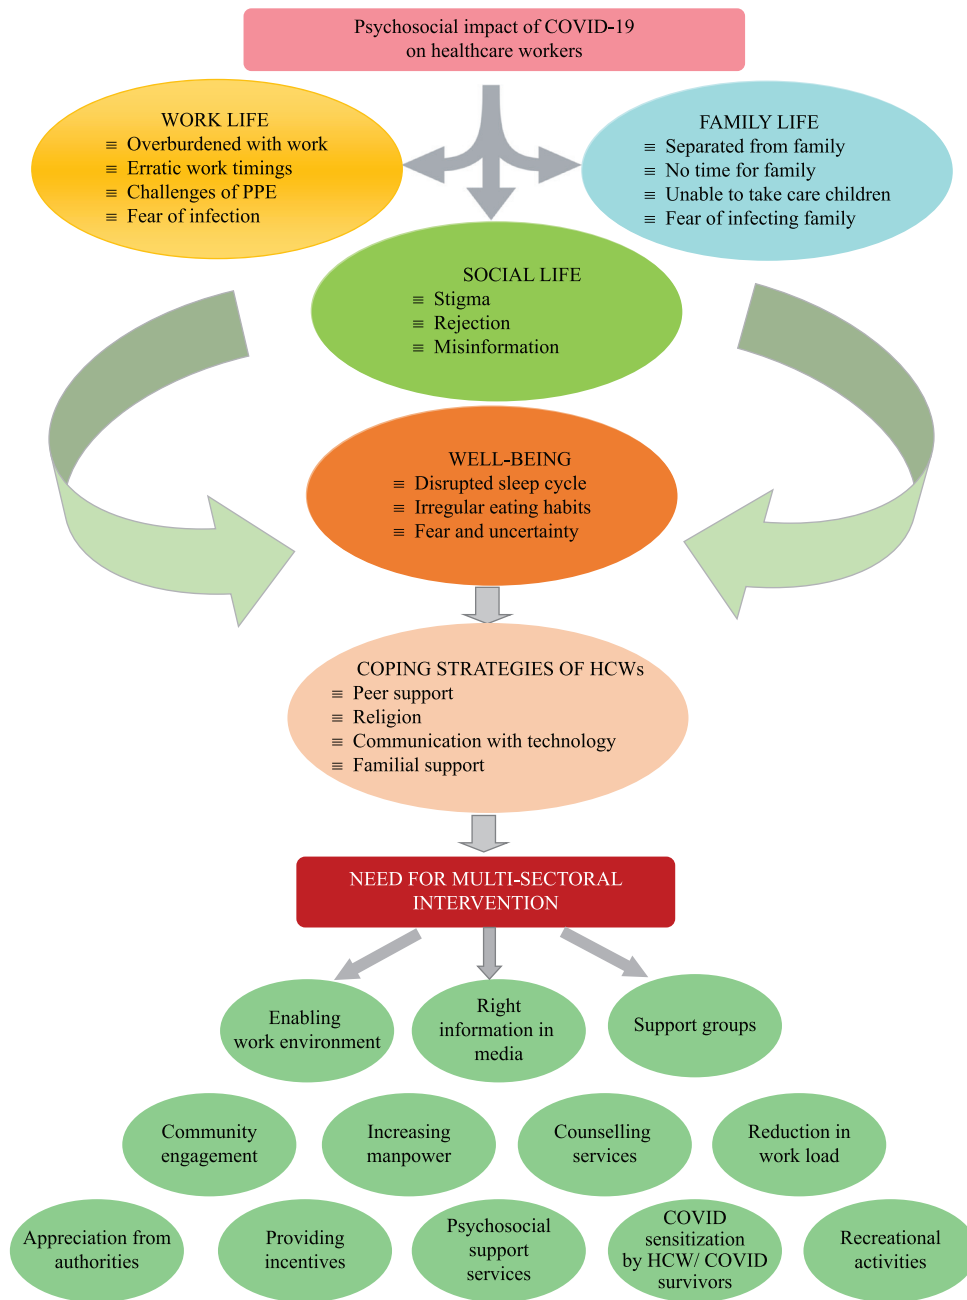 Psychosocial impact of COVID-19
on healthcare workers
WORK LIFE
≡ Overburdened with work
≡ Erratic work timings
≡ Challenges of PPE
≡ Fear of infection
FAMILY LIFE
≡ Separated from family
≡ No time for family
≡ Unable to take care children
≡ Fear of infecting family
SOCIAL LIFE
≡ Stigma
≡ Rejection
≡ Misinformation
WELL-BEING
≡ Disrupted sleep cycle
≡ Irregular eating habits
≡ Fear and uncertainty
COPING STRATEGIES OF HCWs
≡ Peer support
≡ Religion
≡ Communication with technology
≡ Familial support
NEED FOR MULTI-SECTORAL
INTERVENTION
Enabling
work environment
Right
information in
media
Support groups
Community
engagement
Increasing
manpower
Counselling
services
Reduction in
work load
Appreciation from
authorities
Providing
incentives
Psychosocial
support
services
COVID
sensitization
by HCW/ COVID
survivors
Recreational
activities